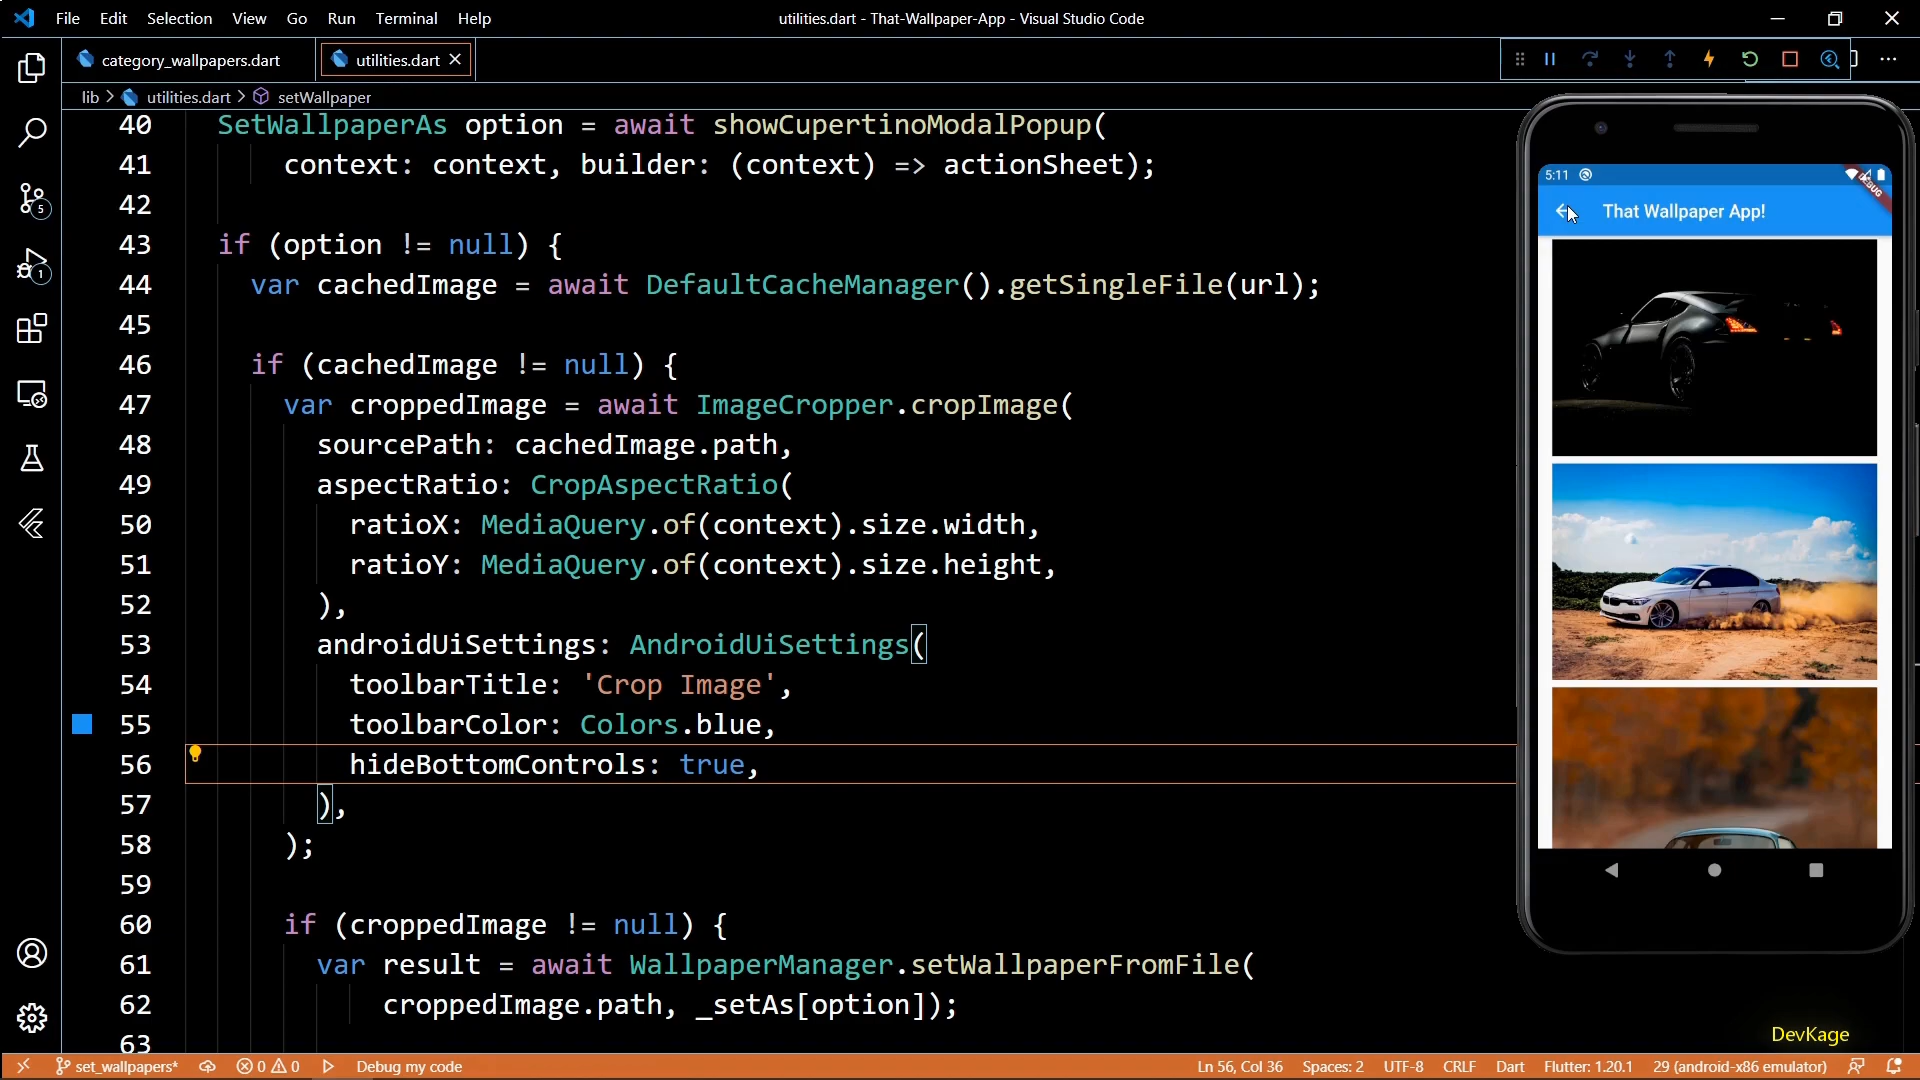 File Edit Selection View Go Run Terminal Help
utilities.dart - That-Wallpaper-App - Visual Studio Code
category_wallpapers.dart
utilities.dart
lib > utilities.dart > setWallpaper
40 SetWallpaperAs option = await showCupertinoModalPopup(
41 context: context, builder: (context) => actionSheet);
42
43 if (option != null) {
44 var cachedImage = await DefaultCacheManager().getSingleFile(url);
45
46 if (cachedImage != null) {
47 var croppedImage = await ImageCropper.cropImage(
48 sourcePath: cachedImage.path,
49 aspectRatio: CropAspectRatio(
50 ratioX: MediaQuery.of(context).size.width,
51 ratioY: MediaQuery.of(context).size.height,
52 ),
53 androidUiSettings: AndroidUiSettings(
54 toolbarTitle: 'Crop Image',
55 toolbarColor: Colors.blue,
56 hideBottomControls: true,
57 ),
58 );
59
60 if (croppedImage != null) {
61 var result = await WallpaperManager.setWallpaperFromFile(
62 croppedImage.path, _setAs[option]);
63
5
1
5:11
DEBUG
That Wallpaper App!
DevKage
set_wallpapers* 0 0 Debug my code
Ln 56, Col 36 Spaces: 2 UTF-8 CRLF Dart Flutter: 1.20.1 29 (android-x86 emulator)